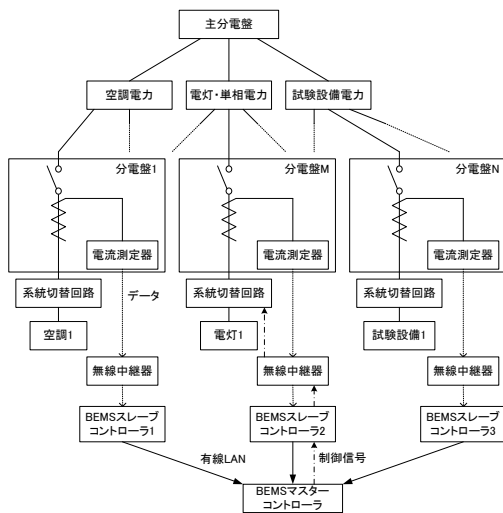 主分電盤
空調電力
電灯・単相電力
試験設備電力
分電盤1
分電盤M
分電盤N
電流測定器
電流測定器
電流測定器
系統切替回路
データ
系統切替回路
系統切替回路
空調1
電灯1
試験設備1
無線中継器
無線中継器
無線中継器
BEMSスレーブ
コントローラ1
BEMSスレーブ
コントローラ2
BEMSスレーブ
コントローラ3
有線LAN
制御信号
BEMSマスター
コントローラ